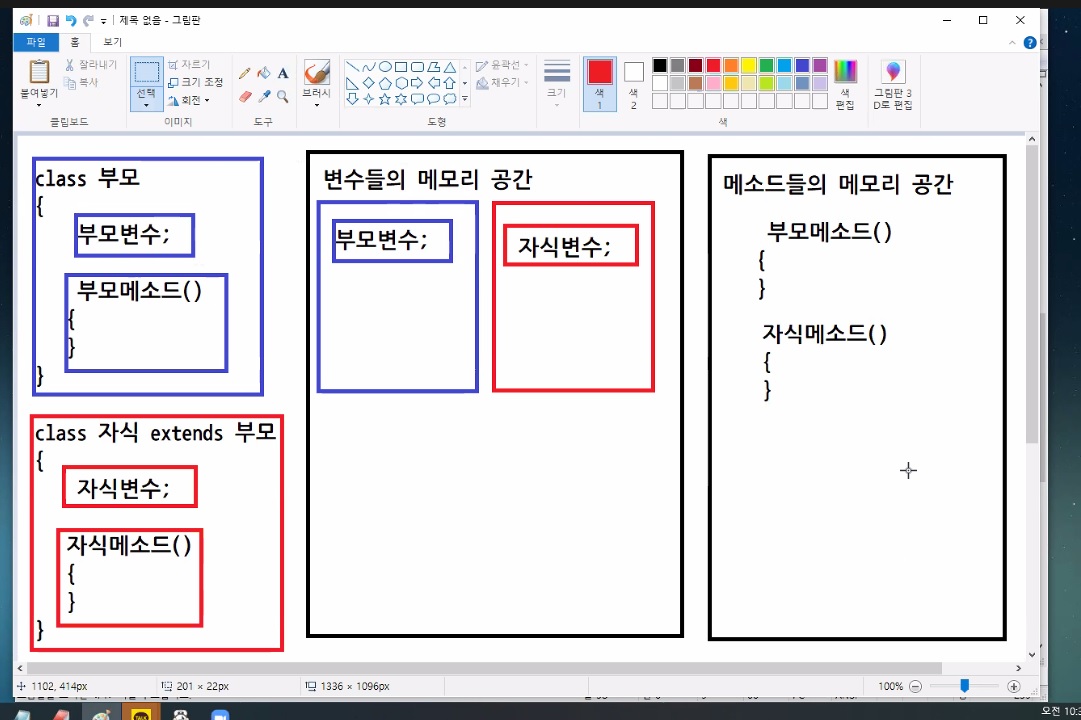 제목 없음 - 그림판
파일 홈 보기
붙여넣기
잘라내기
복사
클립보드
선택
자르기
크기 조정
회전
이미지
A
도구
브러시
도형
윤곽선
채우기
크기
색 1
색 2
색 편집
색
그림판 3D로 편집
class 부모
{
부모변수;
부모메소드()
{
}
}
class 자식 extends 부모
{
자식변수;
자식메소드()
{
}
}
변수들의 메모리 공간
부모변수;
자식변수;
메소드들의 메모리 공간
부모메소드()
{
}
자식메소드()
{
}
1102, 414px
201 × 22px
1336 × 1096px
100%